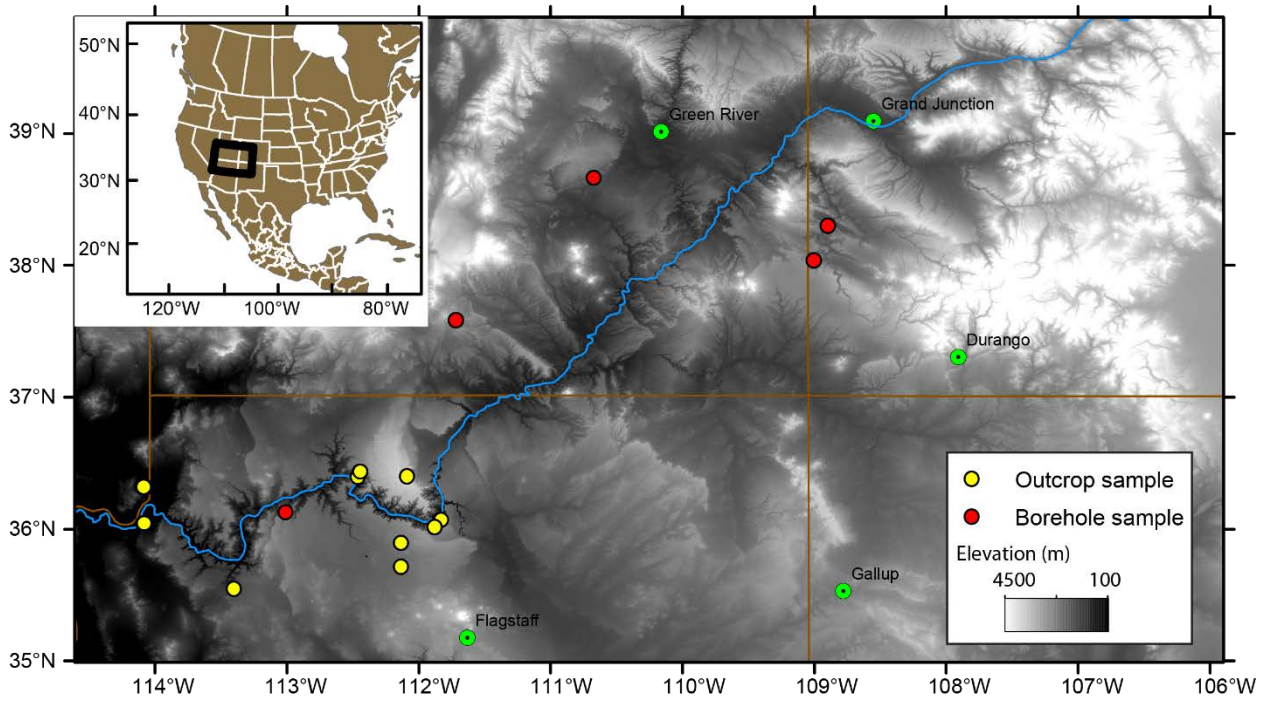 50°N
40°N
30°N
20°N
120°W 100°W 80°W
39°N
38°N
37°N
36°N
35°N
Green River
Grand Junction
Durango
Gallup
Flagstaff
Outcrop sample
Borehole sample
Elevation (m)
4500 100
114°W 113°W 112°W 111°W 110°W 109°W 108°W 107°W 106°W